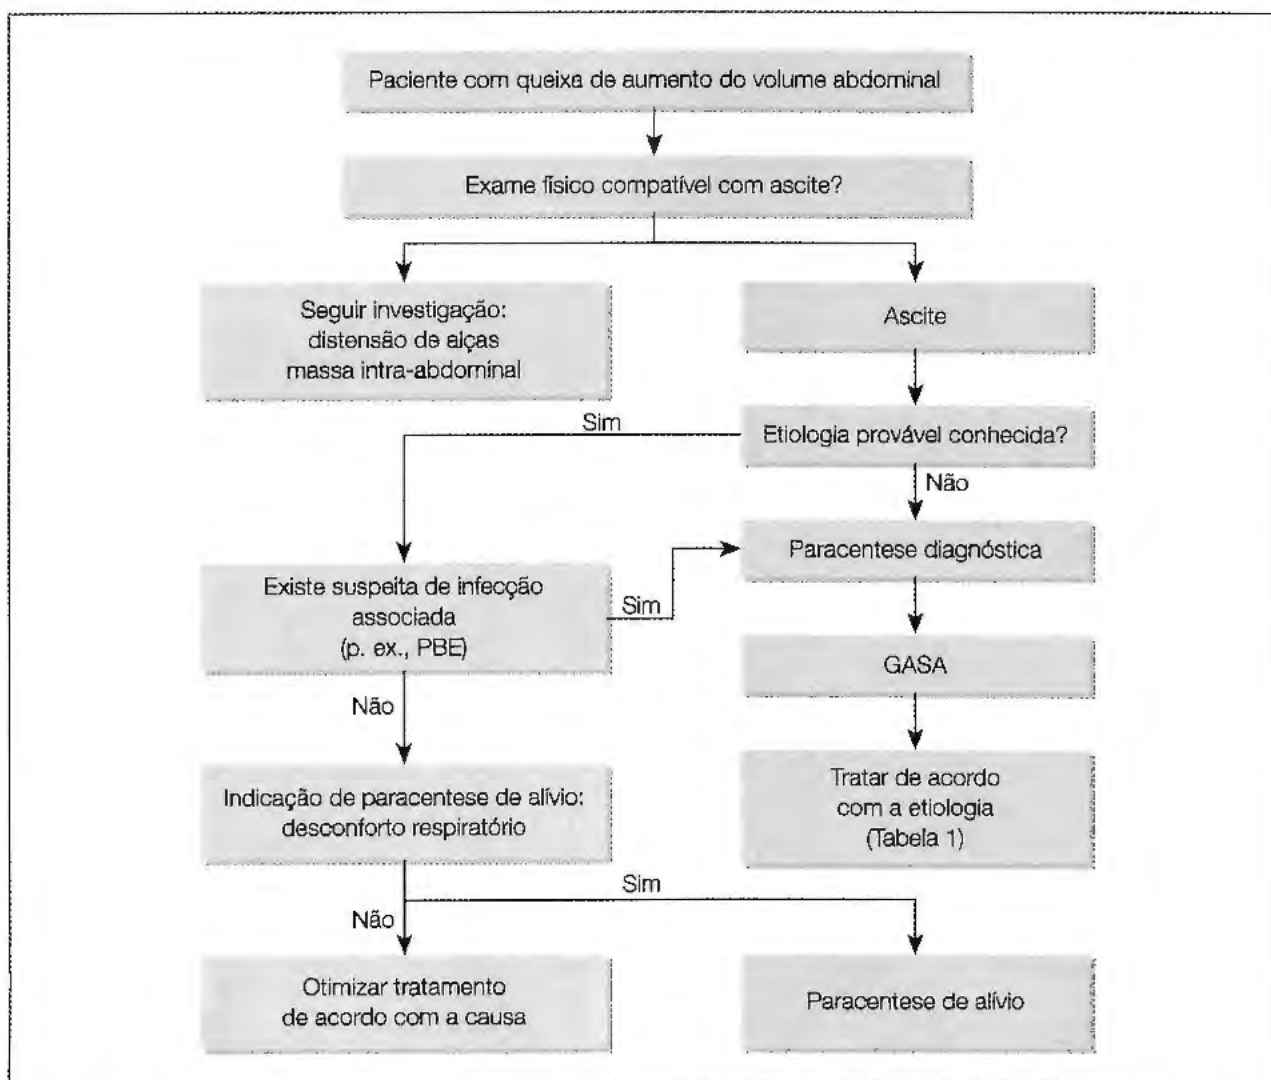 Paciente com queixa de aumento do volume abdominal
Exame físico compatível com ascite?
Seguir investigação:
distensão de alças
massa intra-abdominal
Ascite
Sim
Etiologia provável conhecida?
Não
Paracentese diagnóstica
Existe suspeita de infecção
associada
(p. ex., PBE)
Sim
GASA
Não
Indicação de paracentese de alívio:
desconforto respiratório
Tratar de acordo
com a etiologia
(Tabela 1)
Sim
Não
Otimizar tratamento
de acordo com a causa
Paracentese de alívio